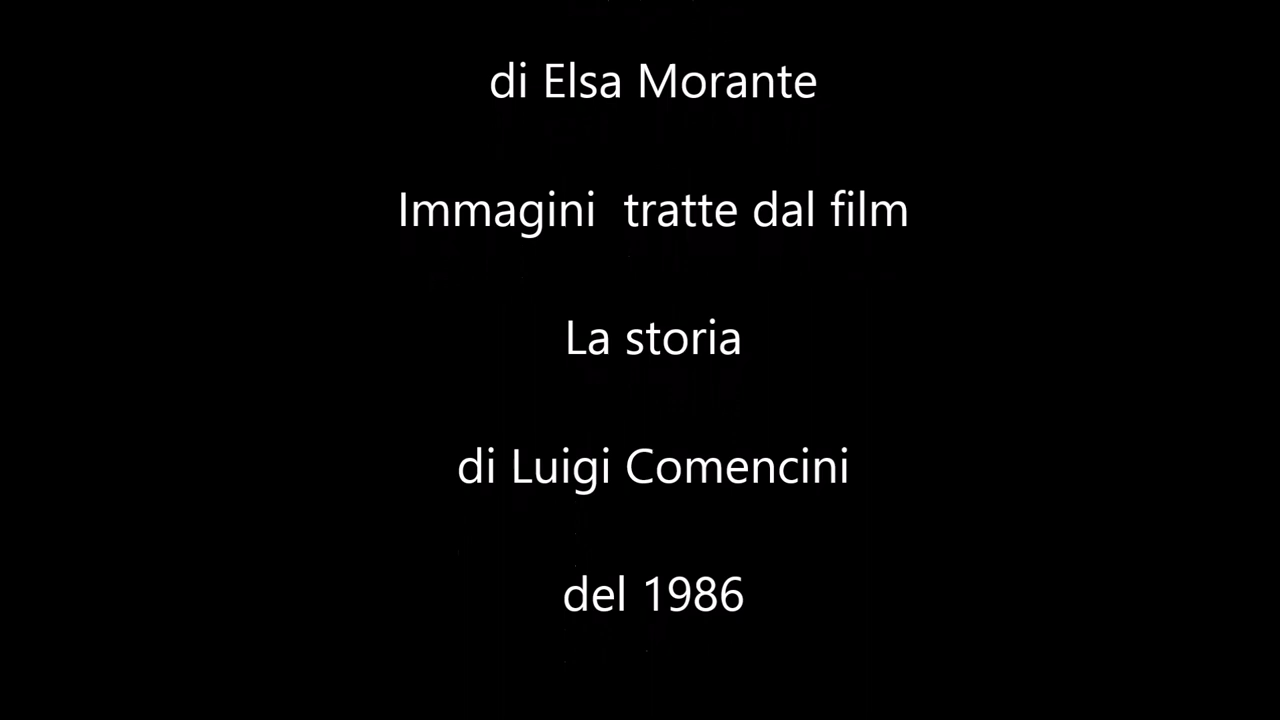 di Elsa Morante
Immagini  tratte dal film
La storia
di Luigi Comencini
del 1986